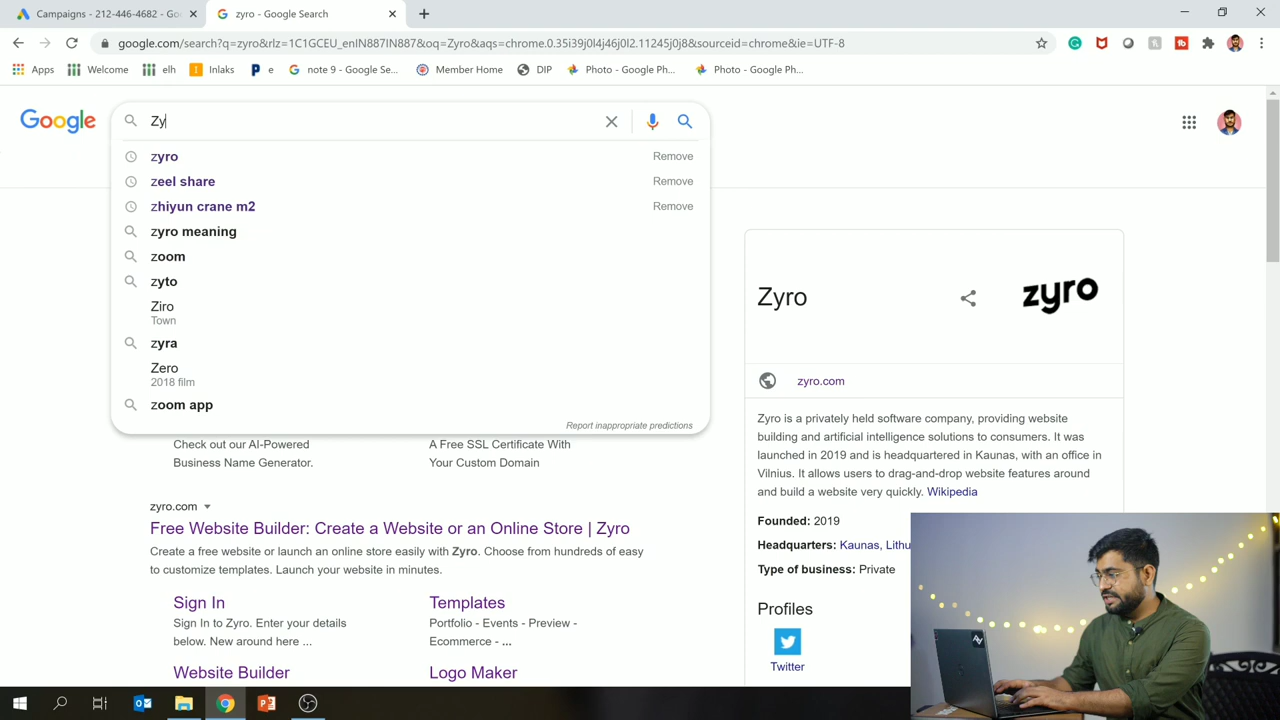 Campaigns - 212-446-4682 - Go
zyro - Google Search
google.com/search?q=zyro&rlz=1C1GCEU_enIN887IN887&oq=Zyro&aqs=chrome.0.35i39j0l4j46j0l2.11245j0j8&sourceid=chrome&ie=UTF-8
Apps
Welcome
elh
Inlaks
e
note 9 - Google Se...
Member Home
DIP
Photo - Google Ph...
Photo - Google Ph...
Google
Zy
zyro
Remove
zeel share
Remove
zhiyun crane m2
Remove
zyro meaning
zoom
zyto
Ziro
Town
zyra
Zero
2018 film
zoom app
Report inappropriate predictions
Check out our AI-Powered
Business Name Generator.
A Free SSL Certificate With
Your Custom Domain
zyro.com
Free Website Builder: Create a Website or an Online Store | Zyro
Create a free website or launch an online store easily with Zyro. Choose from hundreds of easy
to customize templates. Launch your website in minutes.
Sign In
Sign In to Zyro. Enter your details
below. New around here ...
Templates
Portfolio - Events - Preview -
Ecommerce - ...
Website Builder
Logo Maker
Zyro
zyro
zyro.com
Zyro is a privately held software company, providing website
building and artificial intelligence solutions to consumers. It was
launched in 2019 and is headquartered in Kaunas, with an office in
Vilnius. It allows users to drag-and-drop website features around
and build a website very quickly. Wikipedia
Founded: 2019
Headquarters: Kaunas, Lithu
Type of business: Private
Profiles
Twitter